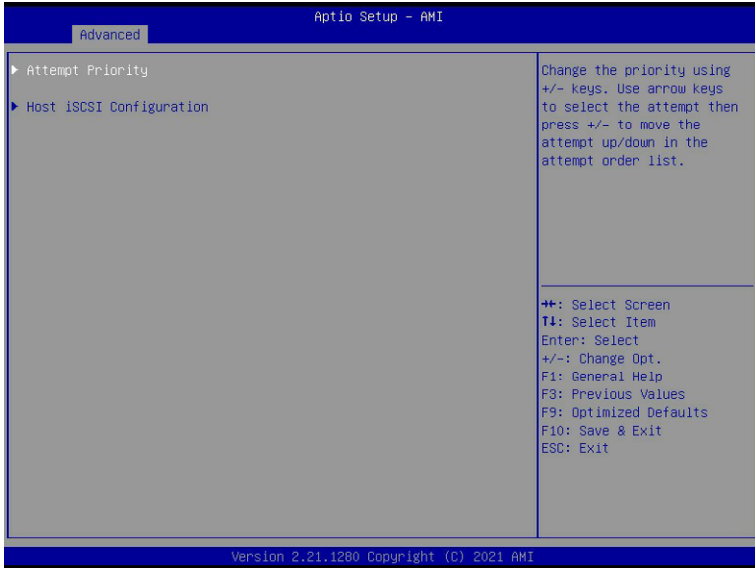 Aptio Setup – AMI
Advanced
▶ Attempt Priority
▶ Host iSCSI Configuration
Change the priority using
+/- keys. Use arrow keys
to select the attempt then
press +/- to move the
attempt up/down in the
attempt order list.
→←: Select Screen
↑↓: Select Item
Enter: Select
+/-: Change Opt.
F1: General Help
F3: Previous Values
F9: Optimized Defaults
F10: Save & Exit
ESC: Exit
Version 2.21.1280 Copyright (C) 2021 AMI